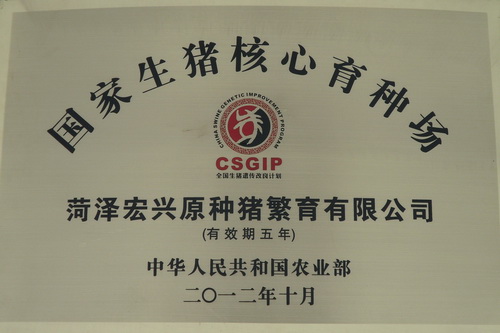 国家生猪核心育种场
CHINA SWINE GENETIC IMPROVEMENT PROGRAM
CSGIP
全国生猪遗传改良计划
菏泽宏兴原种猪繁育有限公司
(有效期五年)
中华人民共和国农业部
二〇一二年十月